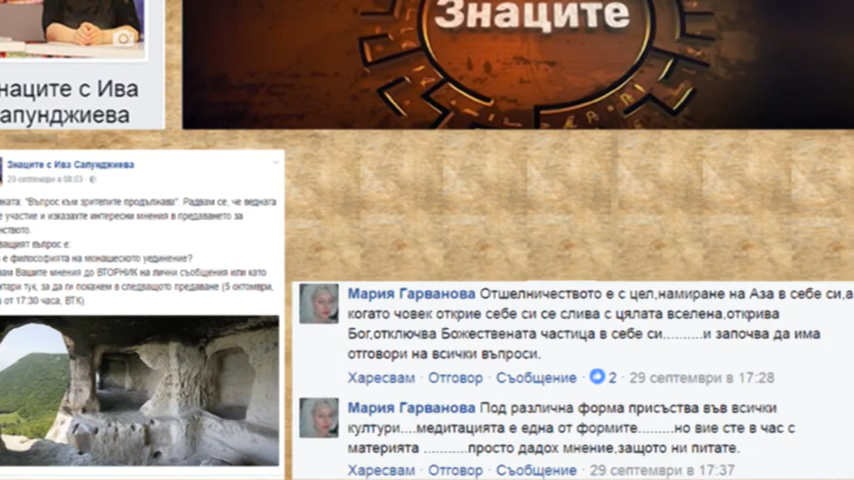 Знаците
наците с Ива
апунджиева
Знаците с Ива Сапунджиева
29 септември в 08:03
"Въпрос към зрителите продължава". Радвам се, че веднага
участие и изказахте интересни мнения в предаването за
въпрос е:
е философията на монашеското уединение?
Вашите мнения до ВТОРНИК на лични съобщения или като
тук, за да ги покажем в следващото предаване (5 октомври,
от 17:30 часа, ВТК).
Мария Гарванова Отшелничеството е с цел,намиране на Аза в себе си,а
когато човек открие себе си се слива с цялата вселена,открива
Бог,отключва Божествената частица в себе си..........и започва да има
отговори на всички въпроси.
Харесвам · Отговор · Съобщение · 2 · 29 септември в 17:28
Мария Гарванова Под различна форма присъства във всички
култури....медитацията е една от формите.........но вие сте в час с
материята ...........просто дадох мнение,защото ни питате.
Харесвам · Отговор · Съобщение · 29 септември в 17:37